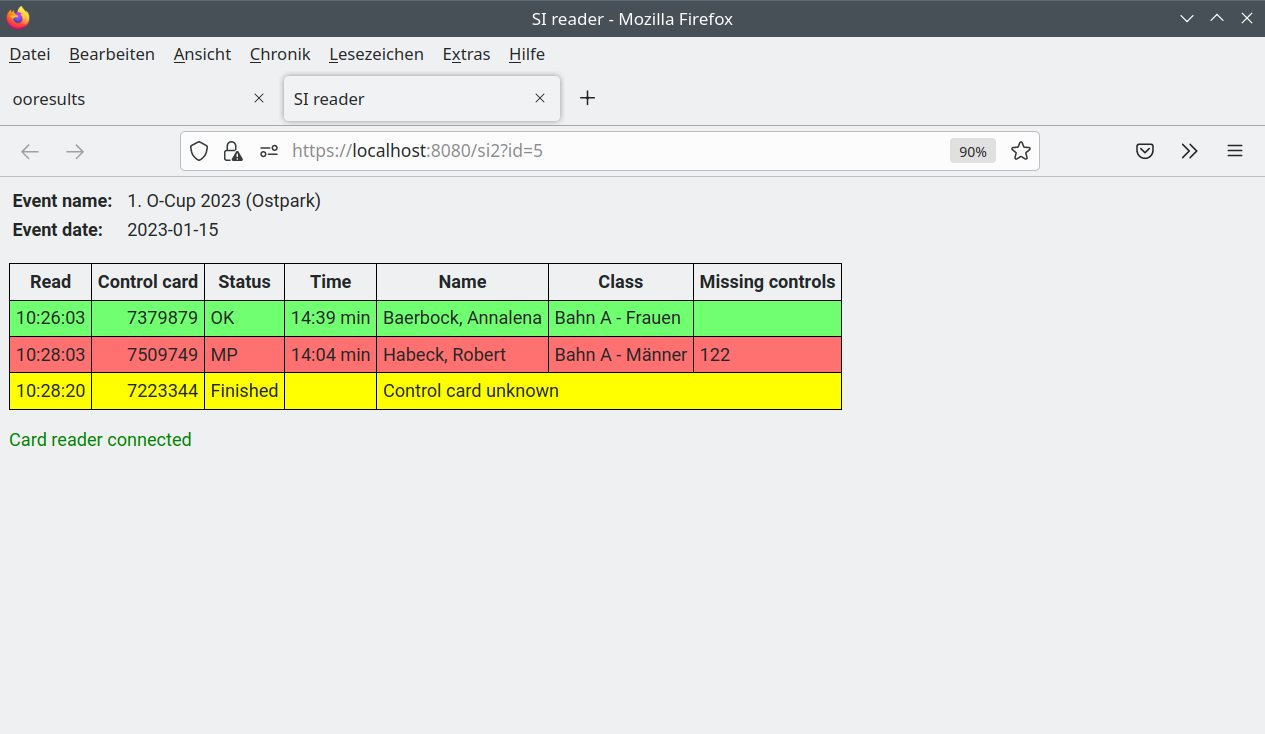 SI reader - Mozilla Firefox
Datei Bearbeiten Ansicht Chronik Lesezeichen Extras Hilfe
ooresults SI reader
https://localhost:8080/si2?id=5 90%
Event name: 1. O-Cup 2023 (Ostpark)
Event date: 2023-01-15
Read Control card Status Time Name Class Missing controls
10:26:03 7379879 OK 14:39 min Baerbock, Annalena Bahn A - Frauen
10:28:03 7509749 MP 14:04 min Habeck, Robert Bahn A - Männer 122
10:28:20 7223344 Finished Control card unknown
Card reader connected